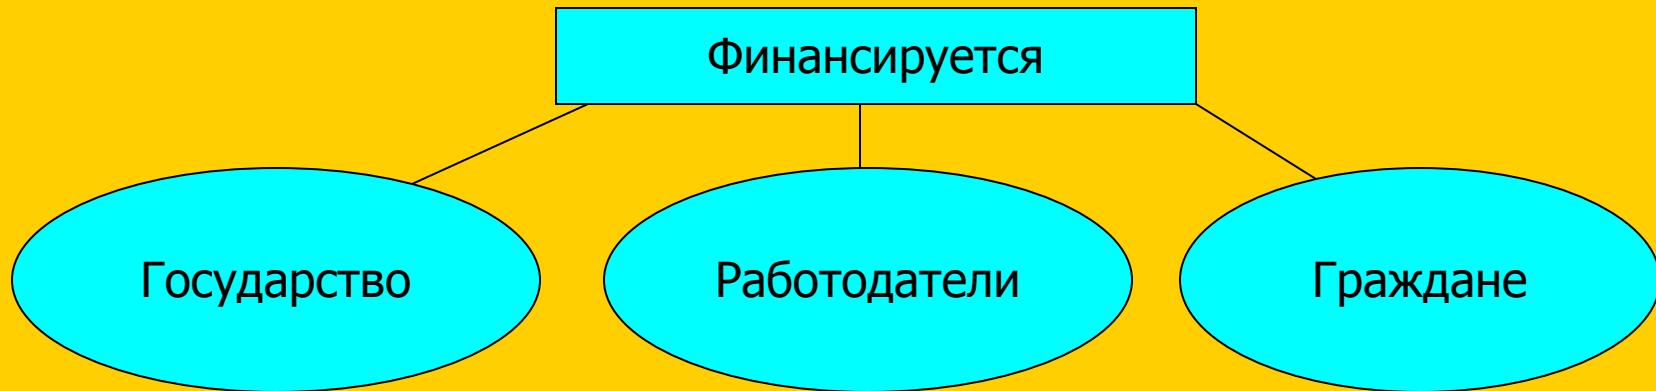 Финансируется
Государство
Работодатели
Граждане